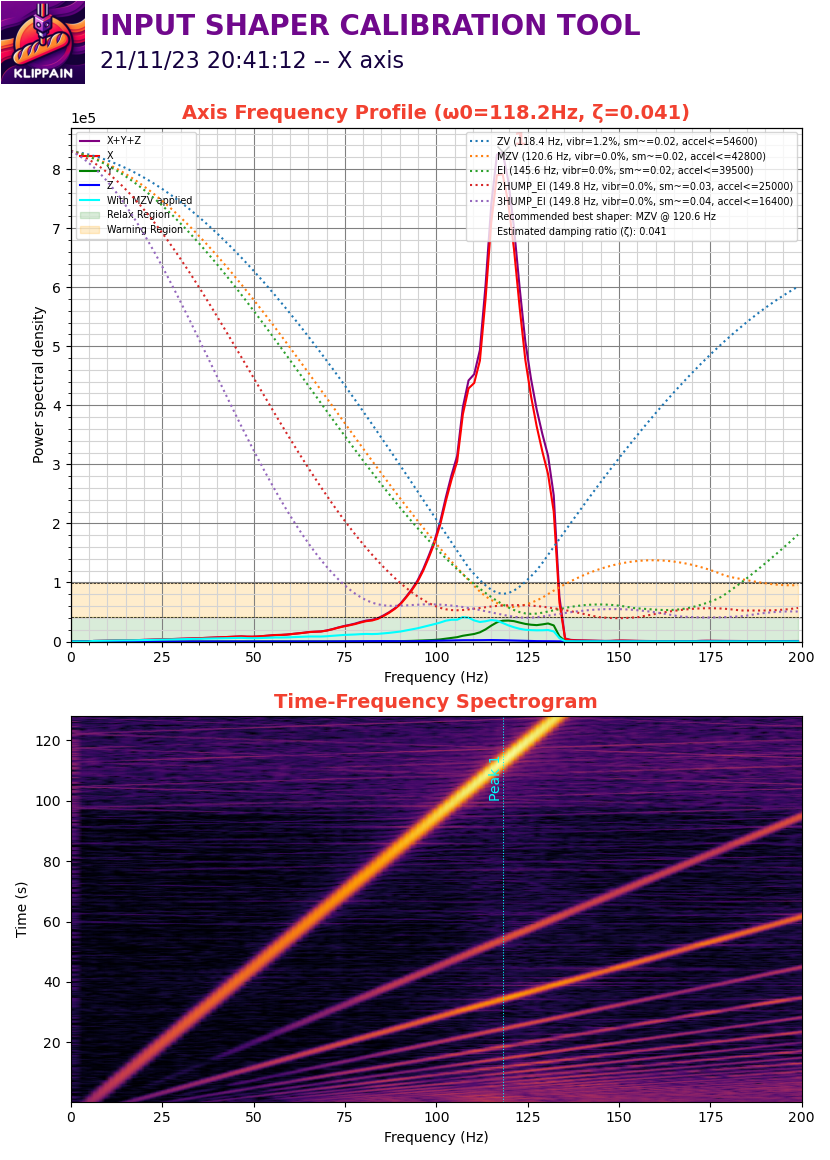 INPUT SHAPER CALIBRATION TOOL
21/11/23 20:41:12 -- X axis
KLIPPAIN
Axis Frequency Profile (ω0=118.2Hz, ζ=0.041)
1e5
X+Y+Z
X
Y
Z
With MZV applied
Relax Region
Warning Region
ZV (118.4 Hz, vibr=1.2%, sm~=0.02, accel<=54600)
MZV (120.6 Hz, vibr=0.0%, sm~=0.02, accel<=42800)
EI (145.6 Hz, vibr=0.0%, sm~=0.02, accel<=39500)
2HUMP_EI (149.8 Hz, vibr=0.0%, sm~=0.03, accel<=25000)
3HUMP_EI (149.8 Hz, vibr=0.0%, sm~=0.04, accel<=16400)
Recommended best shaper: MZV @ 120.6 Hz
Estimated damping ratio (ζ): 0.041
8
7
6
5
4
3
2
1
0
Power spectral density
0 25 50 75 100 125 150 175 200
Frequency (Hz)
Time-Frequency Spectrogram
120
100
80
60
40
20
Time (s)
Peak 1
0 25 50 75 100 125 150 175 200
Frequency (Hz)